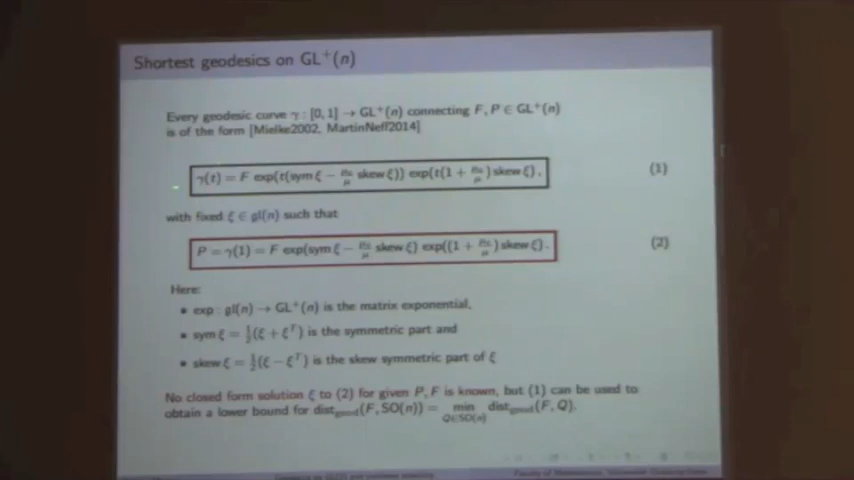 Shortest geodesics on GL⁺(n)
Every geodesic curve γ : [0, 1] → GL⁺(n) connecting F, P ∈ GL⁺(n)
is of the form [Mielke2002, MartinNeff2014]
γ(t) = F exp(t(sym ξ − μc/μ skew ξ)) exp(t(1 + μc/μ) skew ξ), (1)
with fixed ξ ∈ gl(n) such that
P = γ(1) = F exp(sym ξ − μc/μ skew ξ) exp((1 + μc/μ) skew ξ). (2)
Here:
• exp : gl(n) → GL⁺(n) is the matrix exponential,
• sym ξ = ½(ξ + ξᵀ) is the symmetric part and
• skew ξ = ½(ξ − ξᵀ) is the skew symmetric part of ξ
No closed form solution ξ to (2) for given P, F is known, but (1) can be used to
obtain a lower bound for dist_geod(F, SO(n)) = min_{Q∈SO(n)} dist_geod(F, Q).